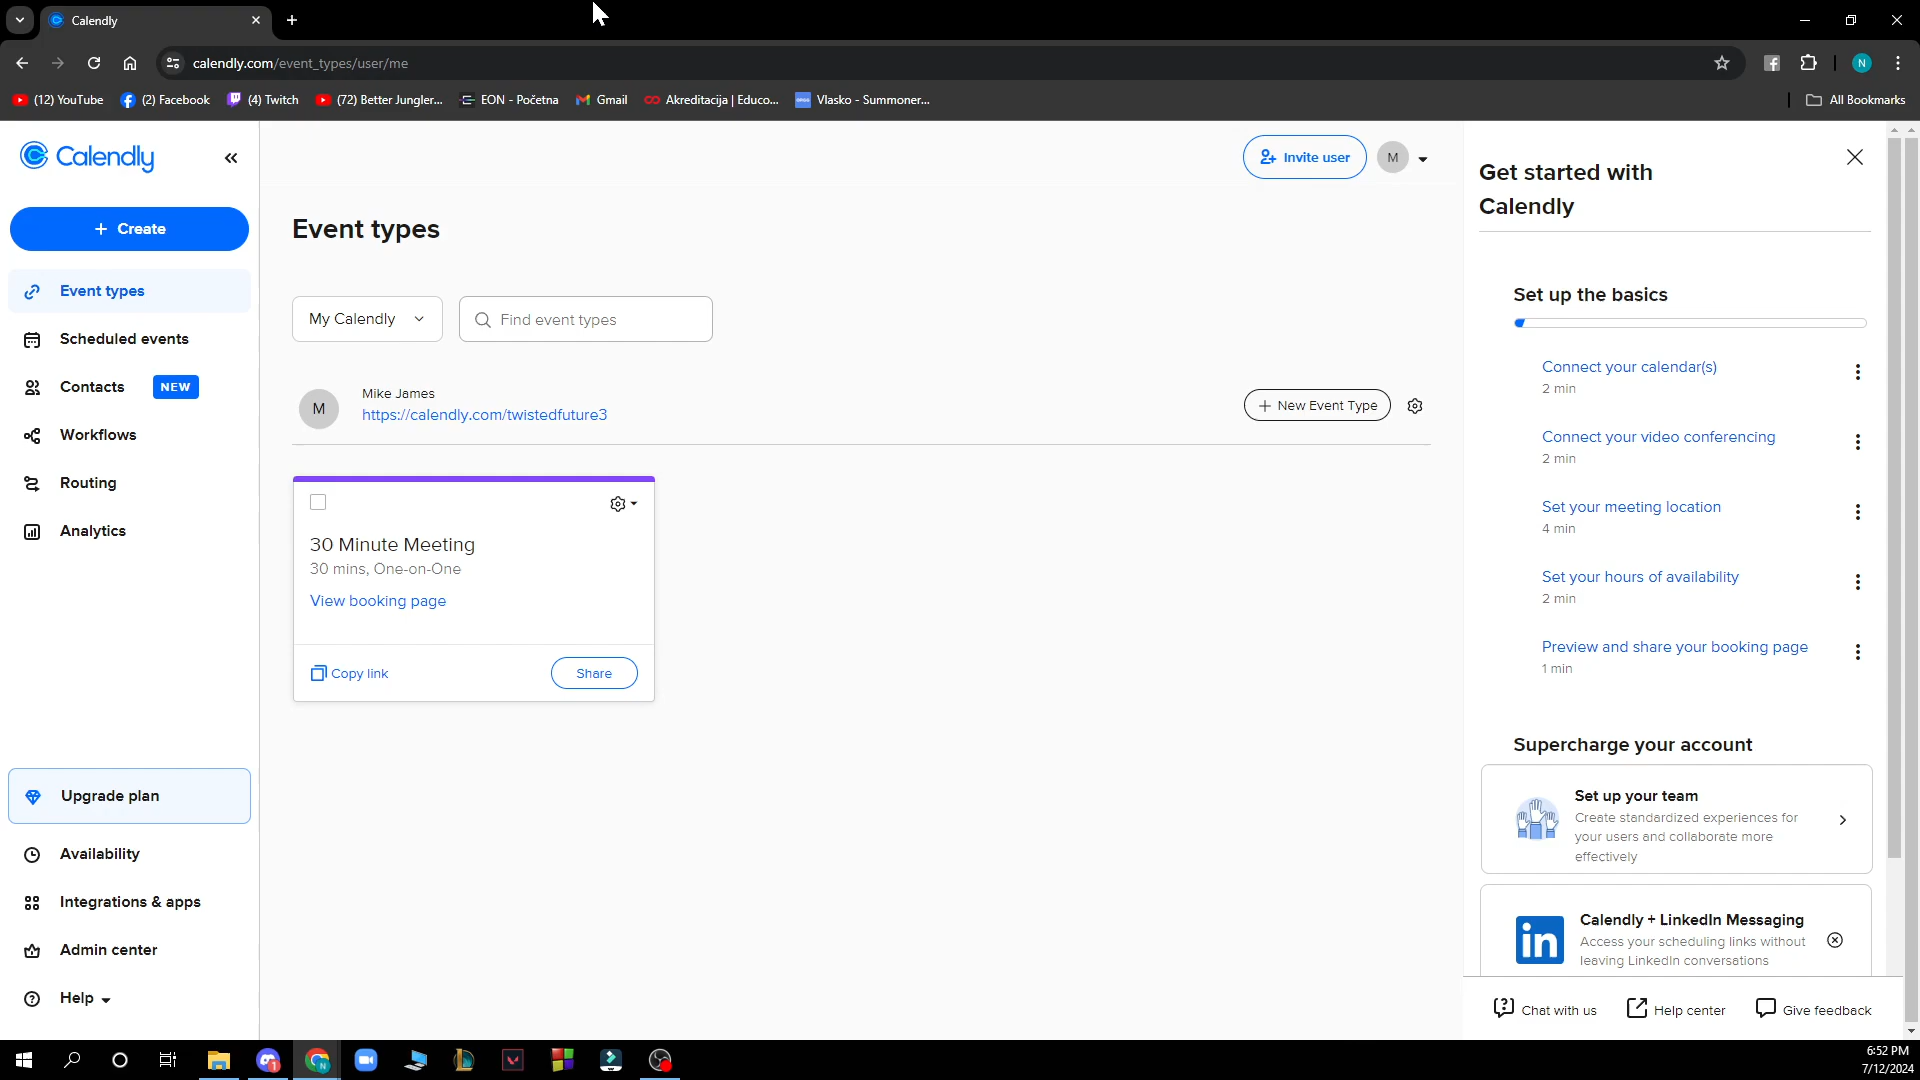 Calendly
calendly.com/event_types/user/me
(12) YouTube
(2) Facebook
(4) Twitch
(72) Better Jungler...
EON - Početna
Gmail
Akreditacija | Educo...
Vlasko - Summoner...
All Bookmarks
N
Calendly
Create
Event types
Scheduled events
Contacts NEW
Workflows
Routing
Analytics
Upgrade plan
Availability
Integrations & apps
Admin center
Help
Invite user
M
Event types
My Calendly
Find event types
M
Mike James
https://calendly.com/twistedfuture3
+ New Event Type
30 Minute Meeting
30 mins, One-on-One
View booking page
Copy link
Share
Get started with
Calendly
Set up the basics
Connect your calendar(s)
2 min
Connect your video conferencing
2 min
Set your meeting location
4 min
Set your hours of availability
2 min
Preview and share your booking page
1 min
Supercharge your account
Set up your team
Create standardized experiences for
your users and collaborate more
effectively
in
Calendly + LinkedIn Messaging
Access your scheduling links without
leaving LinkedIn conversations
Chat with us
Help center
Give feedback
6:52 PM
7/12/2024